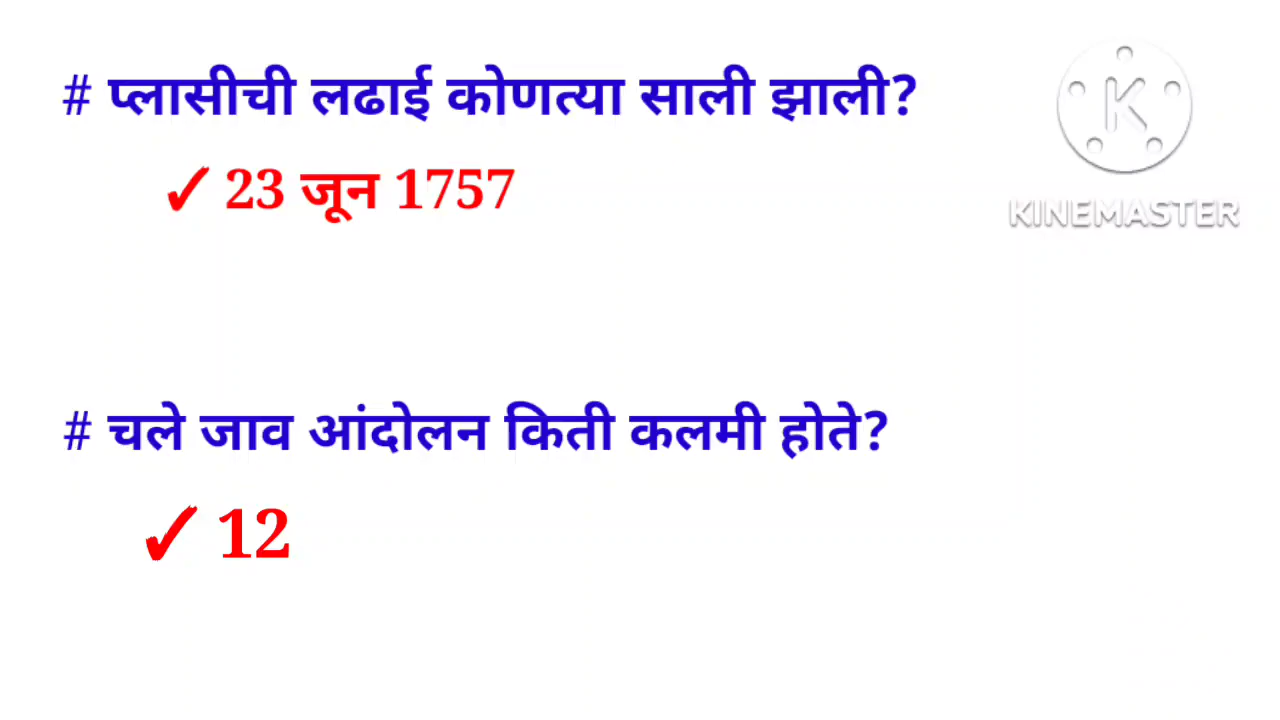 # प्लासीची लढाई कोणत्या साली झाली?
✓ 23 जून 1757
KINEMASTER
# चले जाव आंदोलन किती कलमी होते?
✓ 12